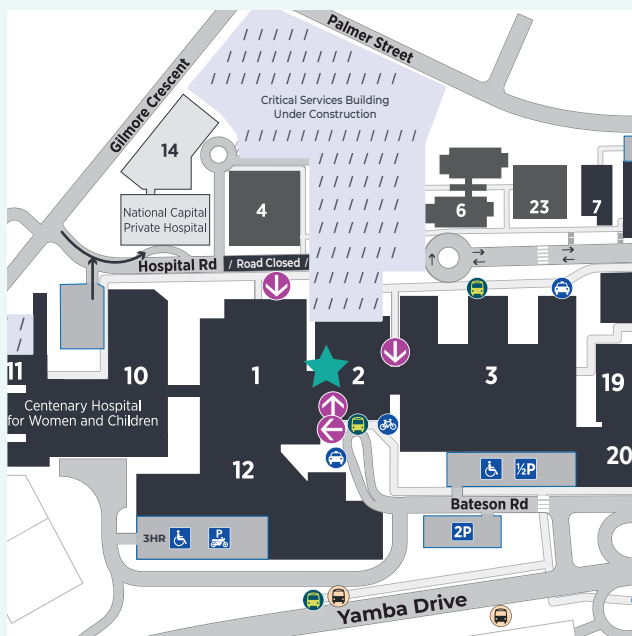 Palmer Street
Gilmore Crescent
Critical Services Building
Under Construction
14
National Capital
Private Hospital
4
6
23
7
Hospital Rd
/ Road Closed /
11
10
1
2
3
19
Centenary Hospital
for Women and Children
12
20
½P
Bateson Rd
3HR
P
2P
Yamba Drive